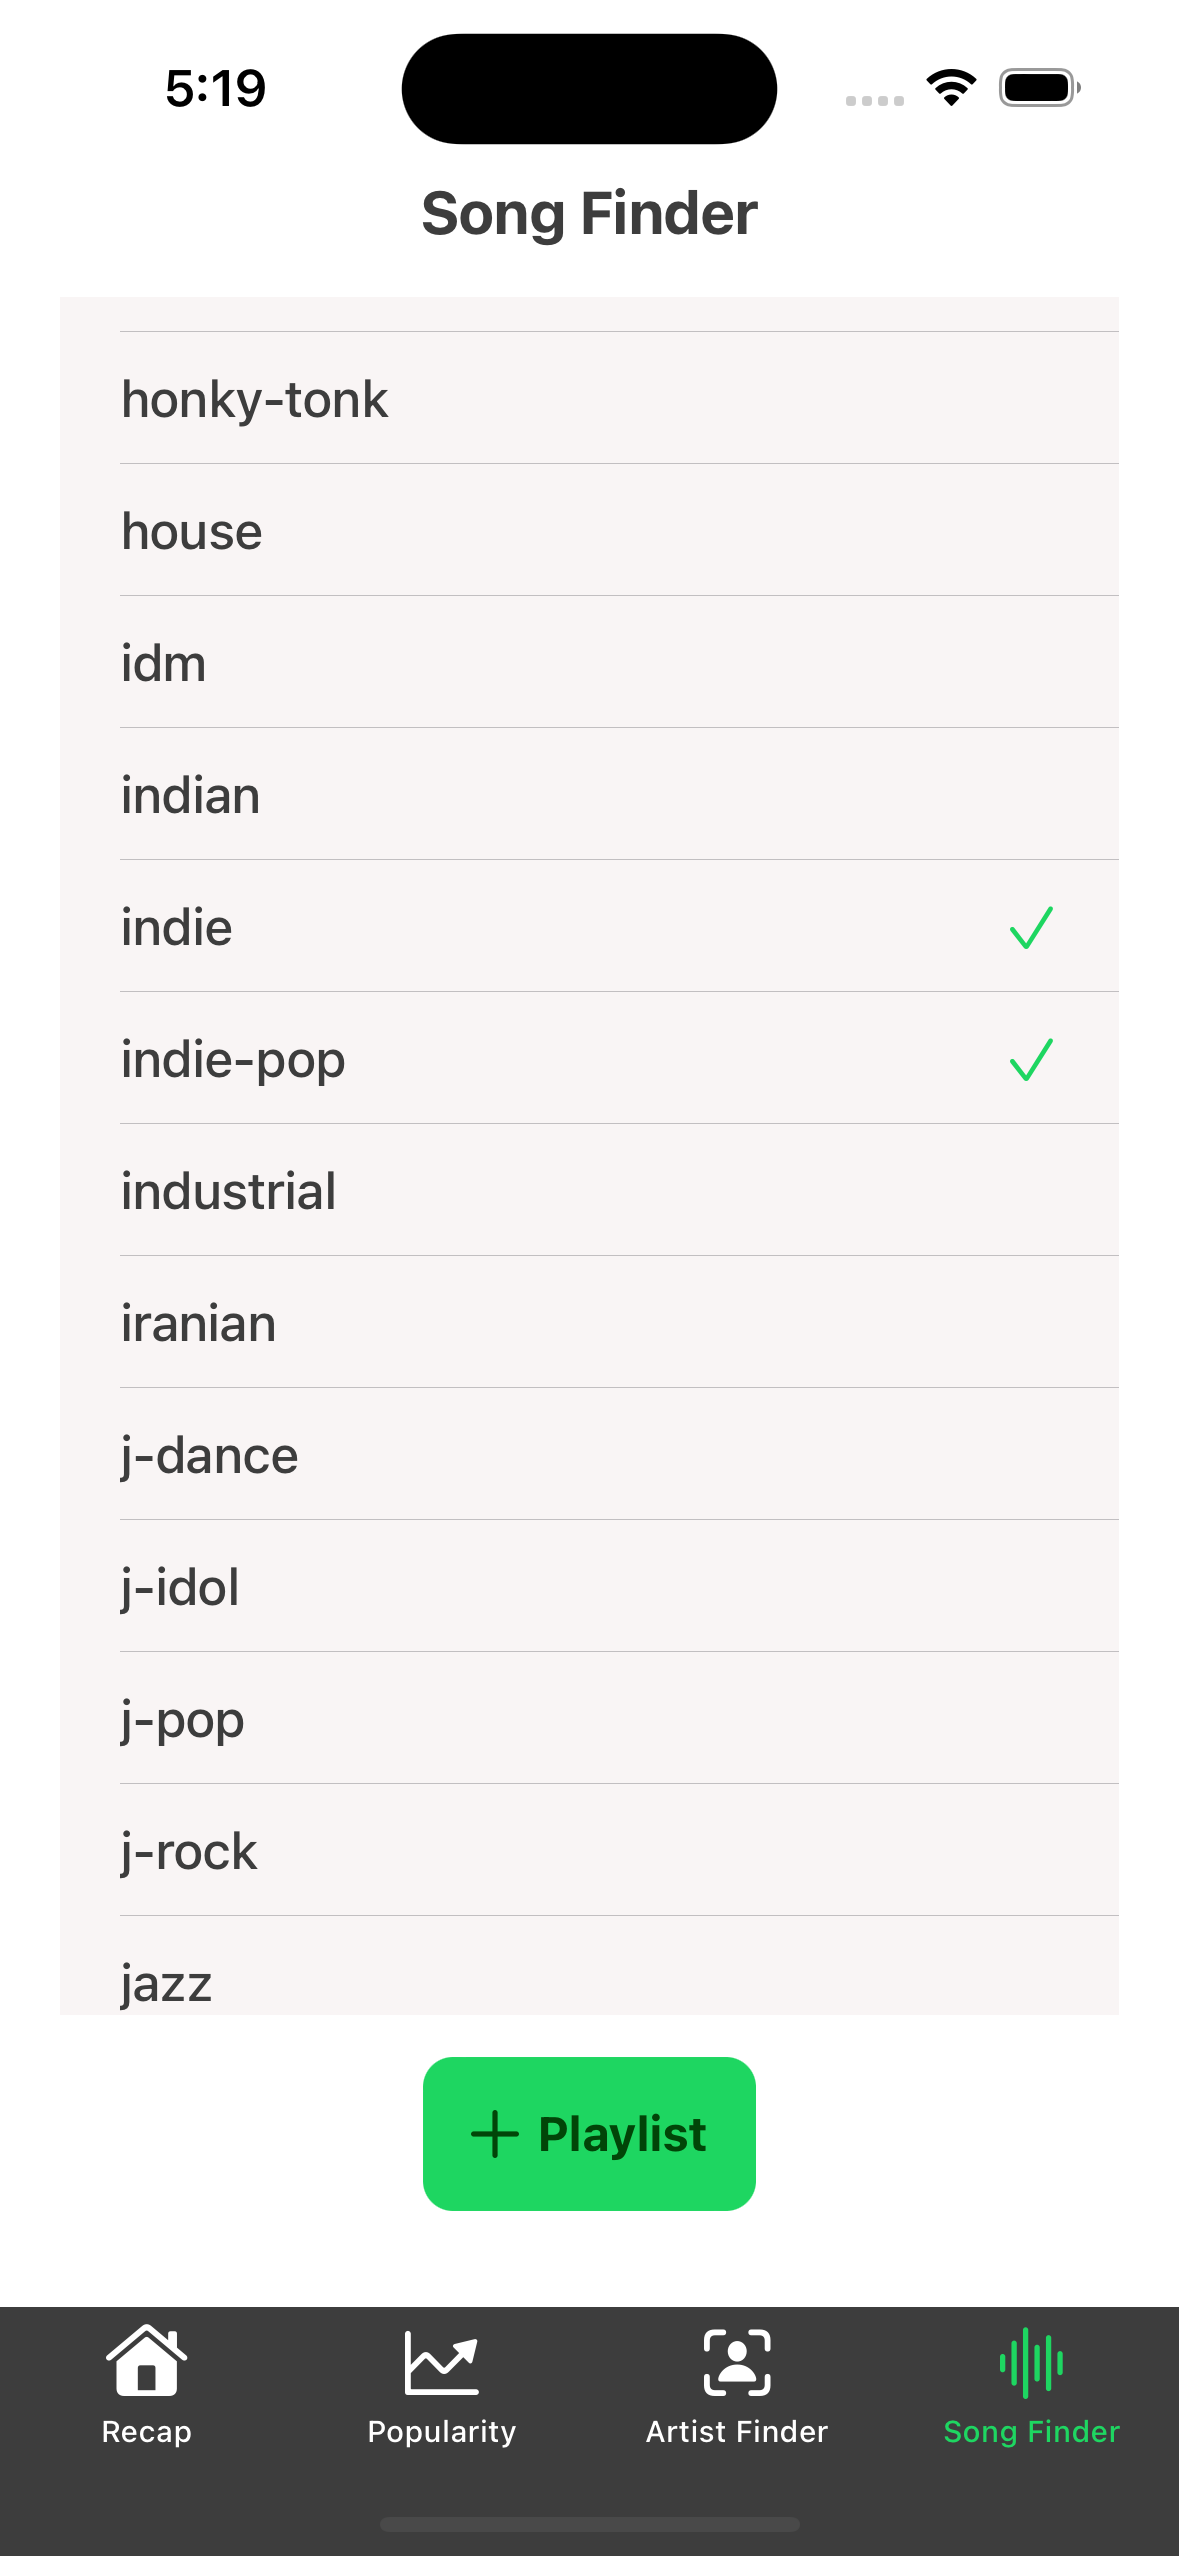 5:19
Song Finder
honky-tonk
house
idm
indian
indie
indie-pop
industrial
iranian
j-dance
j-idol
j-pop
j-rock
jazz
Playlist
Recap
Popularity
Artist Finder
Song Finder